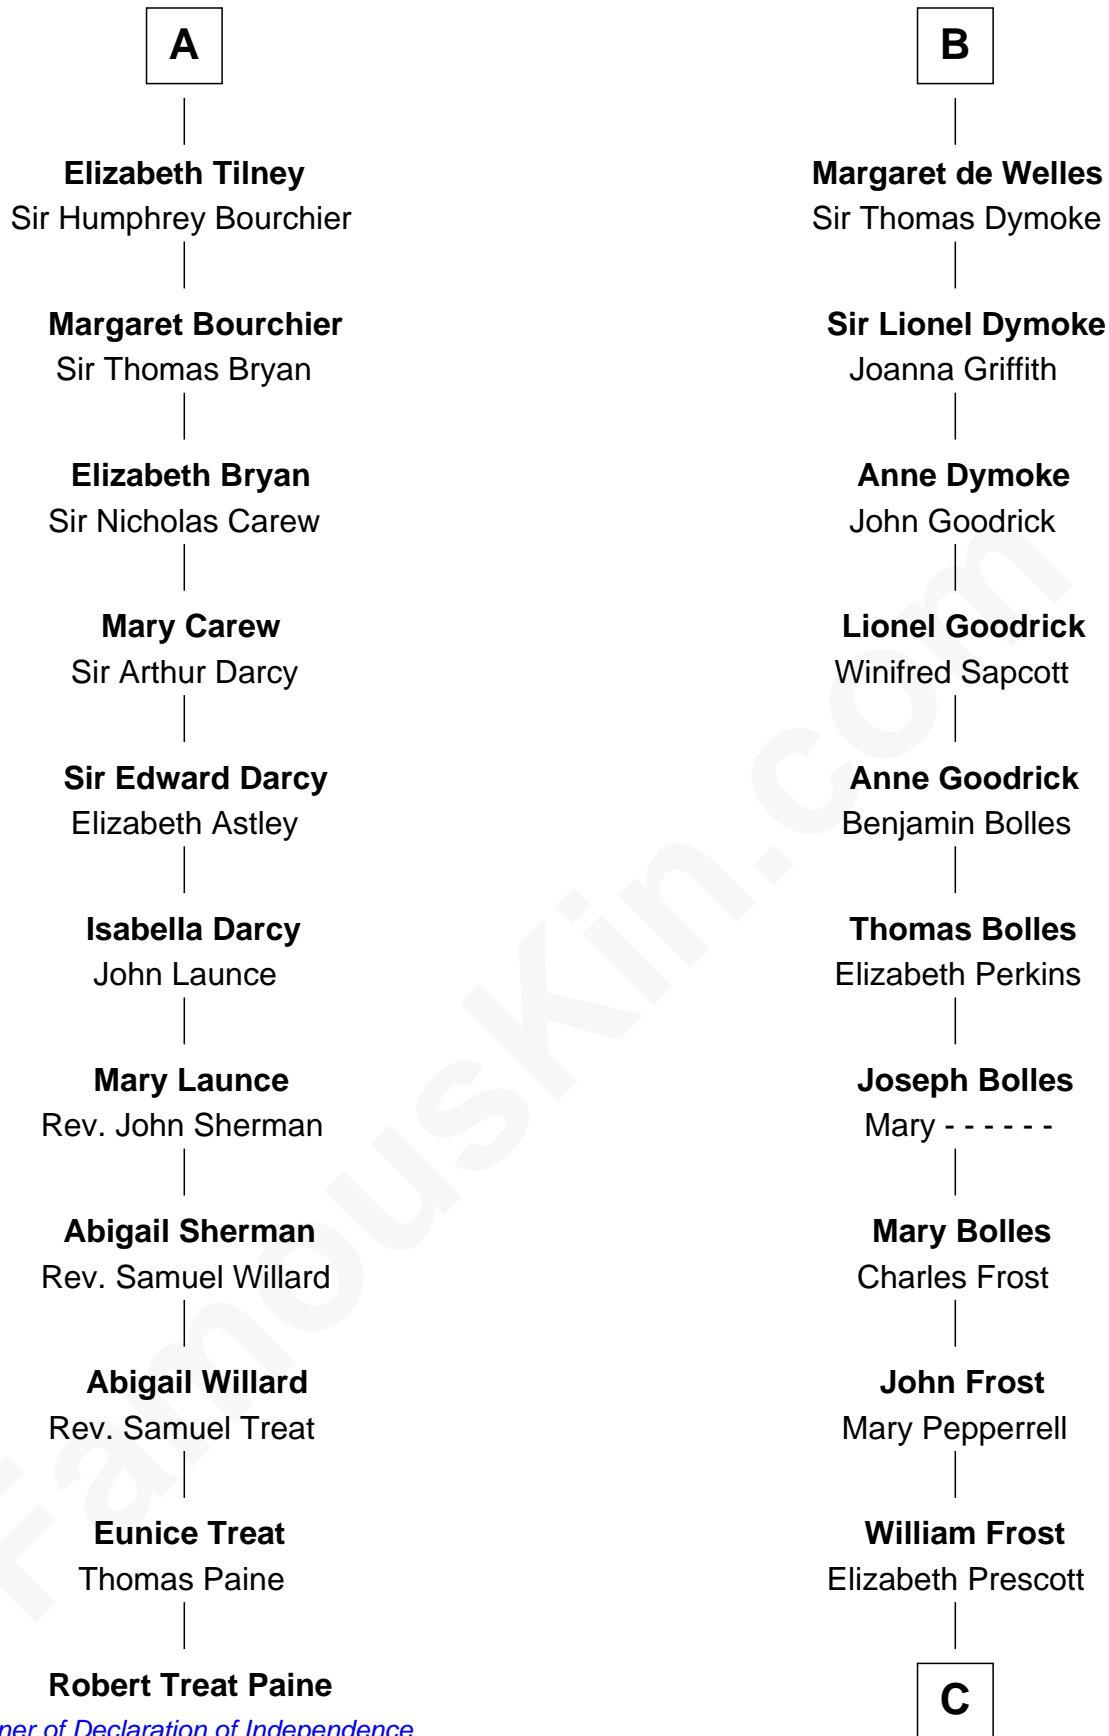 A
Elizabeth Tilney
Sir Humphrey Bourchier
Margaret Bourchier
Sir Thomas Bryan
Elizabeth Bryan
Sir Nicholas Carew
Mary Carew
Sir Arthur Darcy
Sir Edward Darcy
Elizabeth Astley
Isabella Darcy
John Launce
Mary Launce
Rev. John Sherman
Abigail Sherman
Rev. Samuel Willard
Abigail Willard
Rev. Samuel Treat
Eunice Treat
Thomas Paine
Robert Treat Paine
of Declaration of Independence
B
Margaret de Welles
Sir Thomas Dymoke
Sir Lionel Dymoke
Joanna Griffith
Anne Dymoke
John Goodrick
Lionel Goodrick
Winifred Sapcott
Anne Goodrick
Benjamin Bolles
Thomas Bolles
Elizabeth Perkins
Joseph Bolles
Mary - - - - - -
Mary Bolles
Charles Frost
John Frost
Mary Pepperrell
William Frost
Elizabeth Prescott
C
FamousKin.com